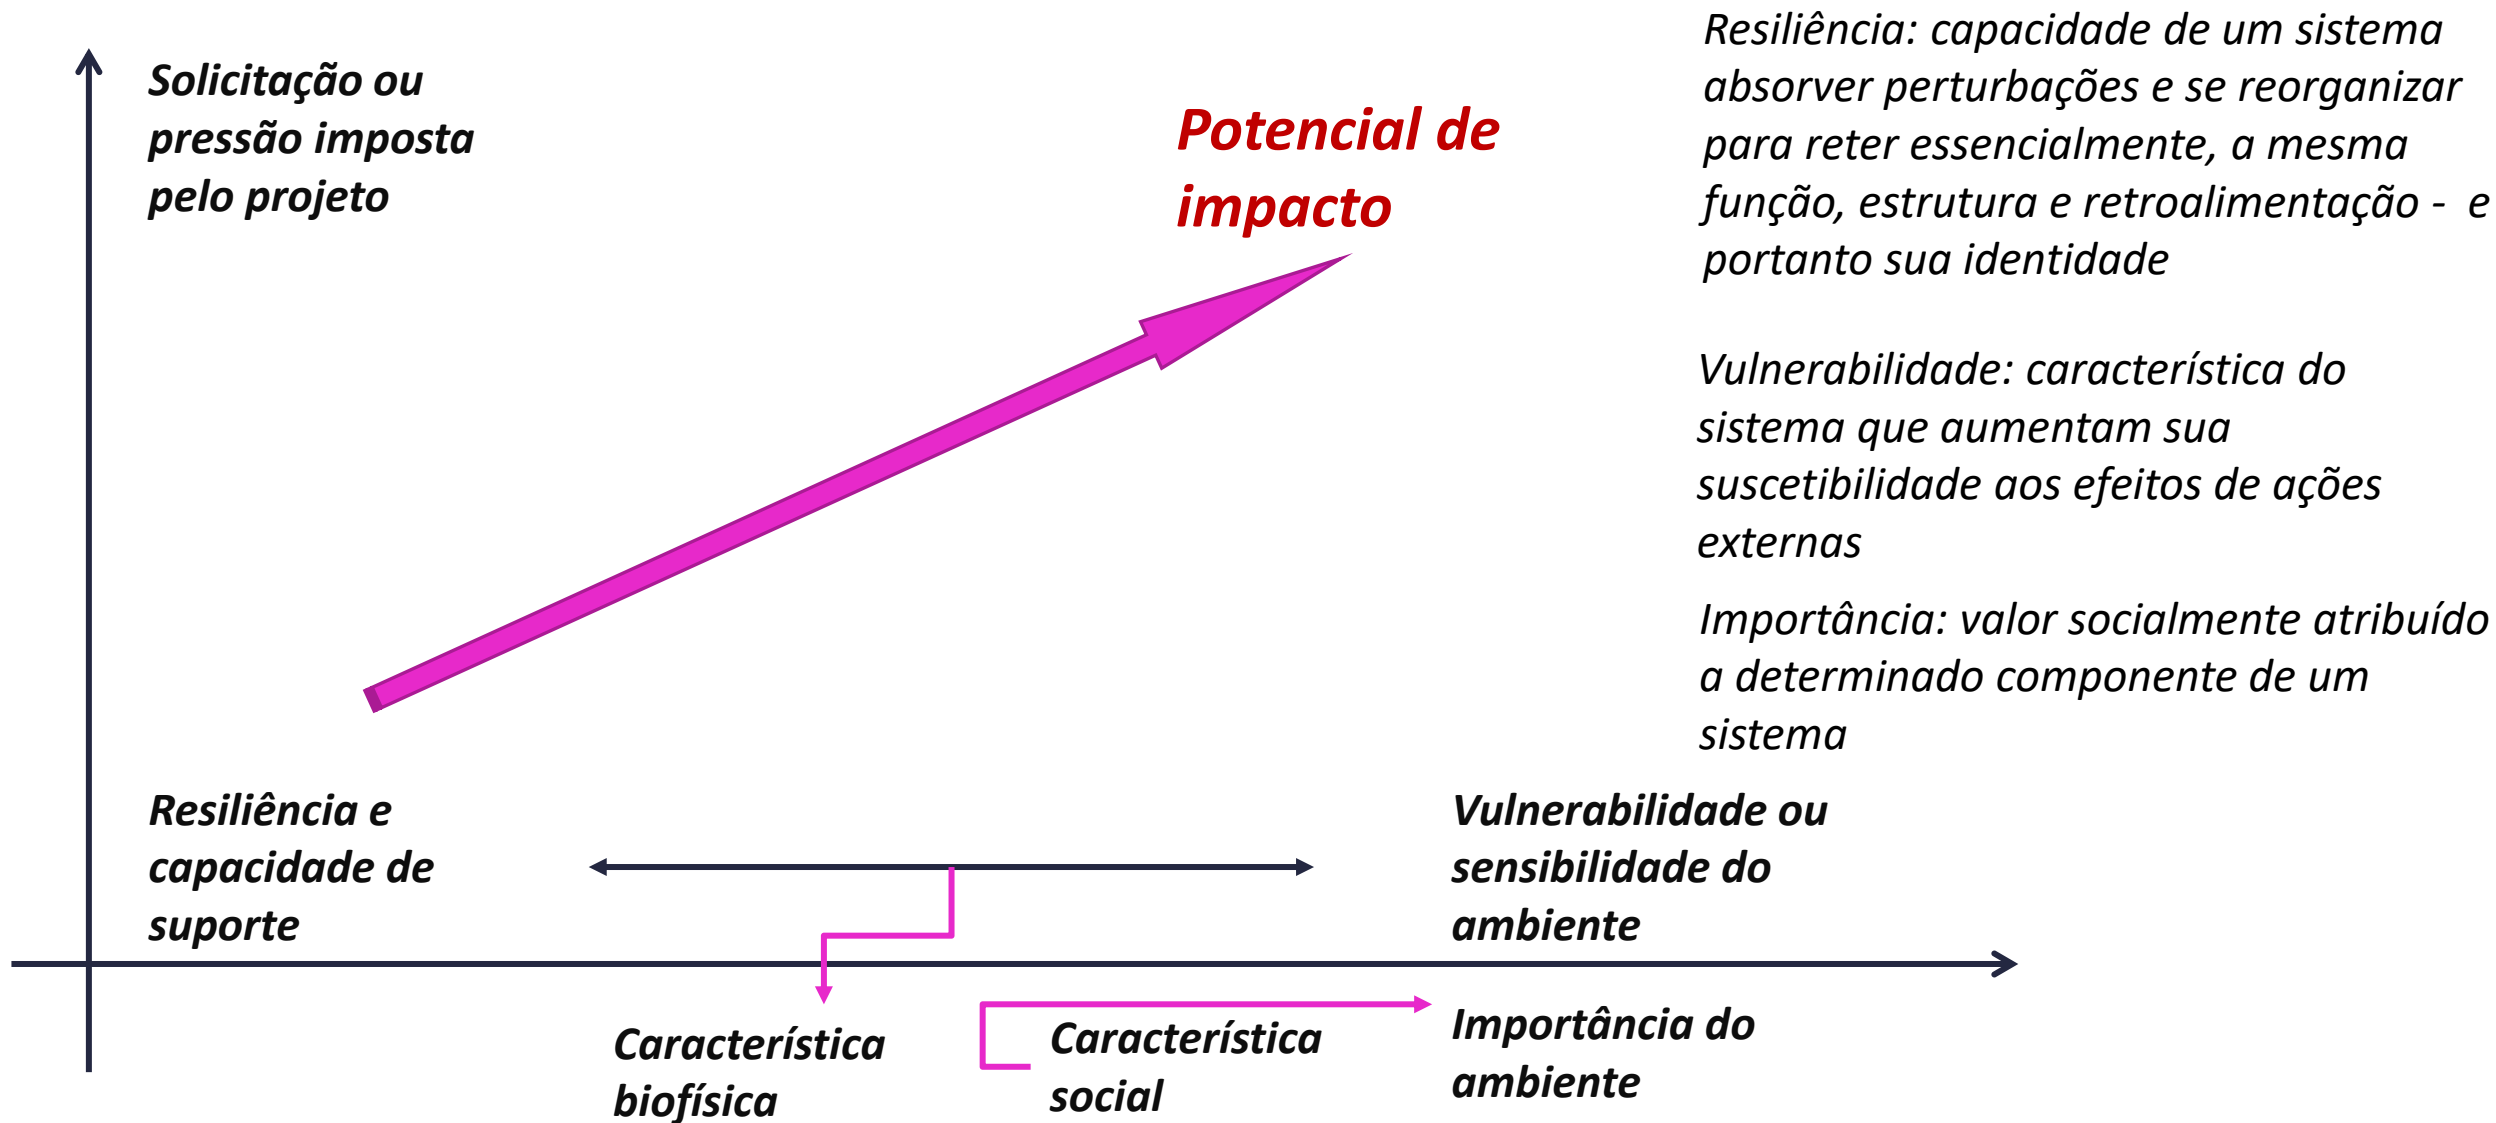 Solicitação ou
pressão imposta
pelo projeto
Potencial de
impacto
Resiliência: capacidade de um sistema
absorver perturbações e se reorganizar
para reter essencialmente, a mesma
função, estrutura e retroalimentação -  e
portanto sua identidade
Vulnerabilidade: característica do
sistema que aumentam sua
suscetibilidade aos efeitos de ações
externas
Importância: valor socialmente atribuído
a determinado componente de um
sistema
Resiliência e
capacidade de
suporte
Vulnerabilidade ou
sensibilidade do
ambiente
Característica
biofísica
Característica
social
Importância do
ambiente